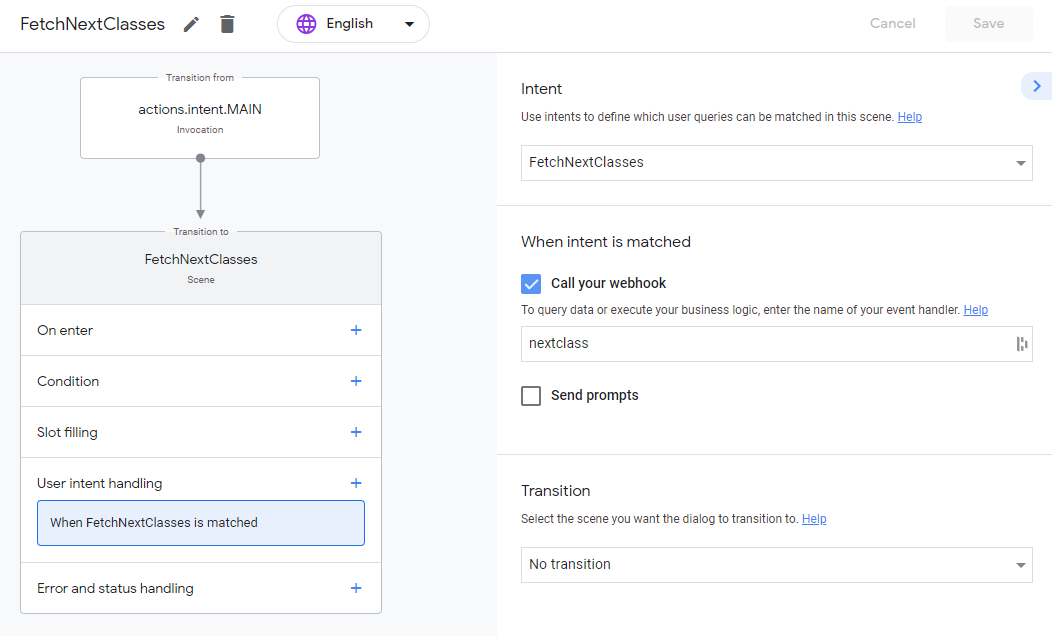 FetchNextClasses
English
Cancel
Save
Transition from
actions.intent.MAIN
Invocation
Transition to
FetchNextClasses
Scene
On enter
Condition
Slot filling
User intent handling
When FetchNextClasses is matched
Error and status handling
Intent
Use intents to define which user queries can be matched in this scene. Help
FetchNextClasses
When intent is matched
Call your webhook
To query data or execute your business logic, enter the name of your event handler. Help
nextclass
Send prompts
Transition
Select the scene you want the dialog to transition to. Help
No transition